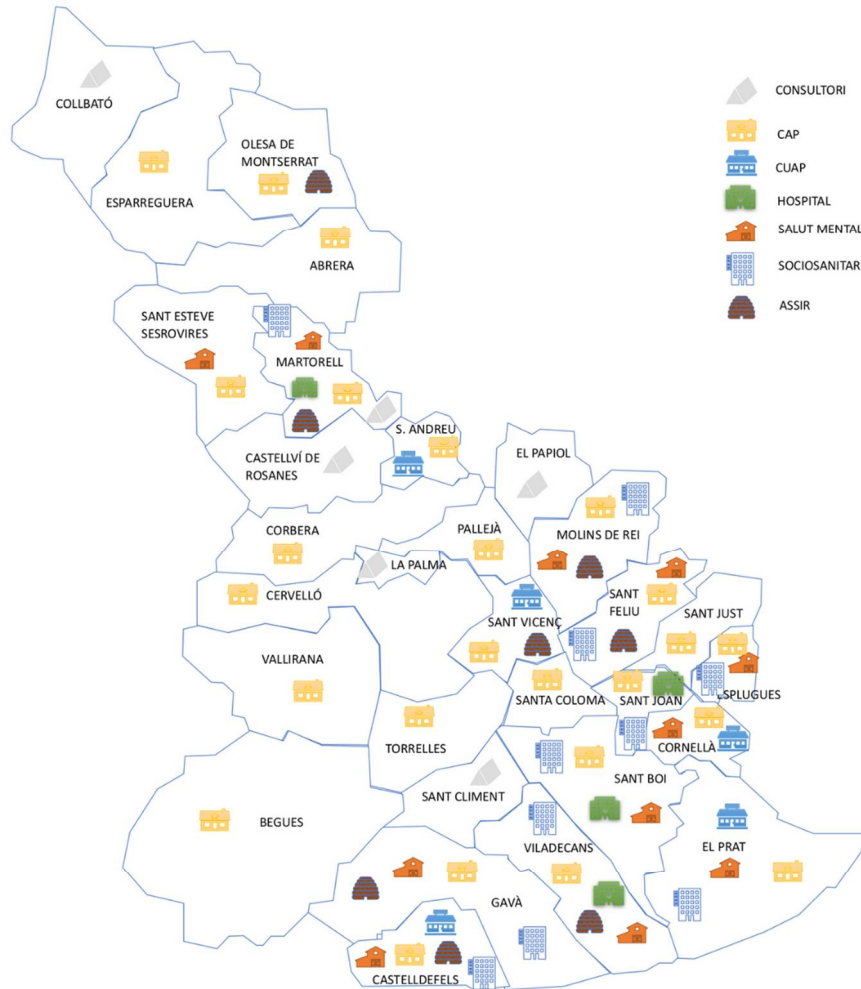 COLLBATÓ
OLESA DE
MONTSERRAT
ESPARREGUERA
ABRERA
SANT ESTEVE
SESROVIRES
MARTORELL
S. ANDREU
CASTELLVÍ DE
ROSANES
EL PAPIOL
CORBERA
PALLEJÀ
MOLINS DE REI
LA PALMA
CERVELLÓ
SANT
FELIU
SANT JUST
SANT VICENÇ
VALLIRANA
SANTA COLOMA
SANT JOAN
ESPLUGUES
TORRELLES
CORNELLÀ
SANT BOI
SANT CLIMENT
BEGUES
VILADECANS
EL PRAT
GAVÀ
CASTELLDEFELS
CONSULTORI
CAP
CUAP
HOSPITAL
SALUT MENTAL
SOCIOSANITAR
ASSIR